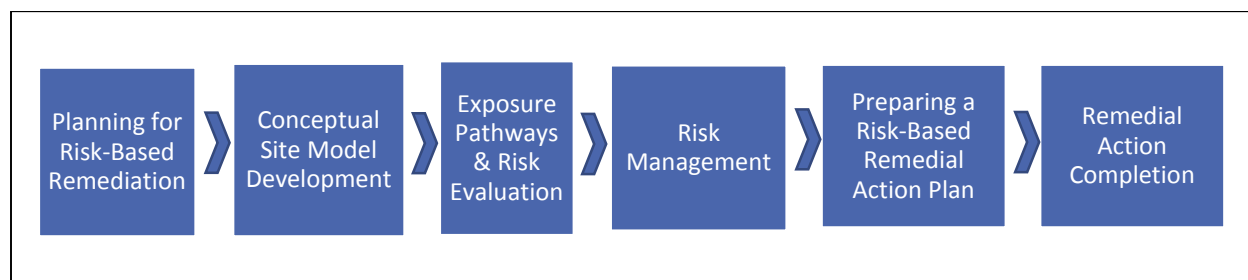 Planning for
Risk-Based
Remediation
Conceptual
Site Model
Development
Exposure
Pathways
& Risk
Evaluation
Risk
Management
Preparing a
Risk-Based
Remedial
Action Plan
Remedial
Action
Completion